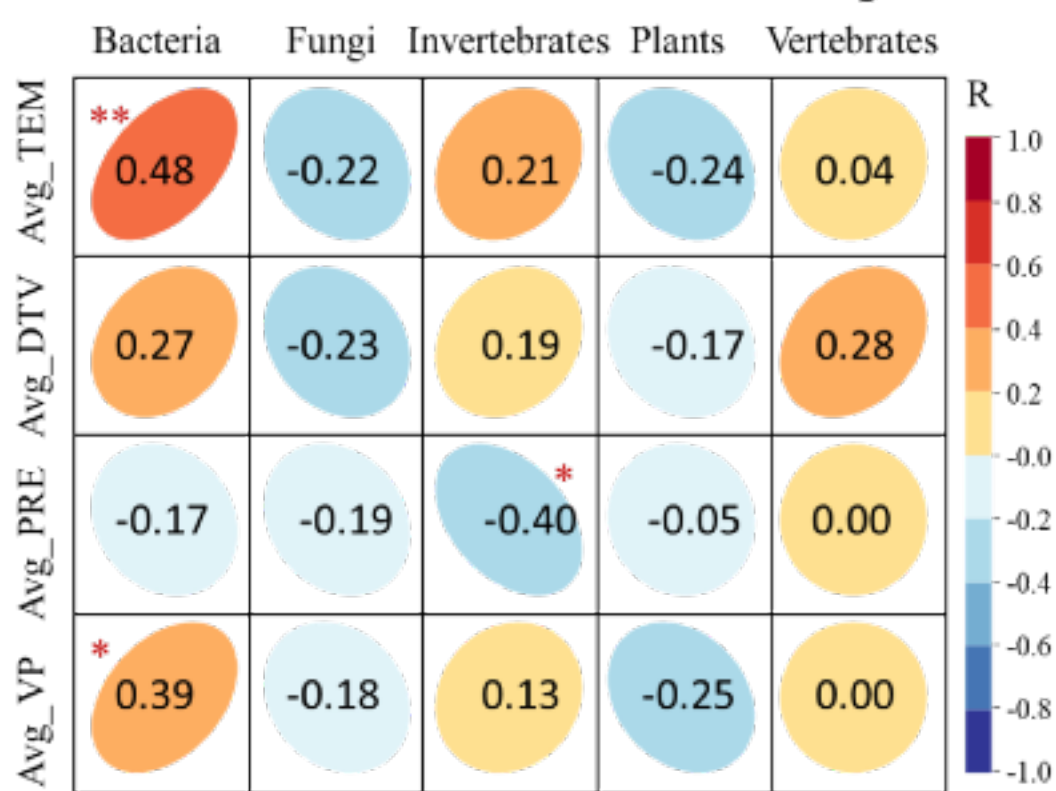 Bacteria Fungi Invertebrates Plants Vertebrates
R
Avg_TEM ** 0.48 -0.22 0.21 -0.24 0.04
Avg_DTV 0.27 -0.23 0.19 -0.17 0.28
Avg_PRE -0.17 -0.19 -0.40 * -0.05 0.00
Avg_VP * 0.39 -0.18 0.13 -0.25 0.00
1.0
0.8
0.6
0.4
0.2
-0.0
-0.2
-0.4
-0.6
-0.8
-1.0